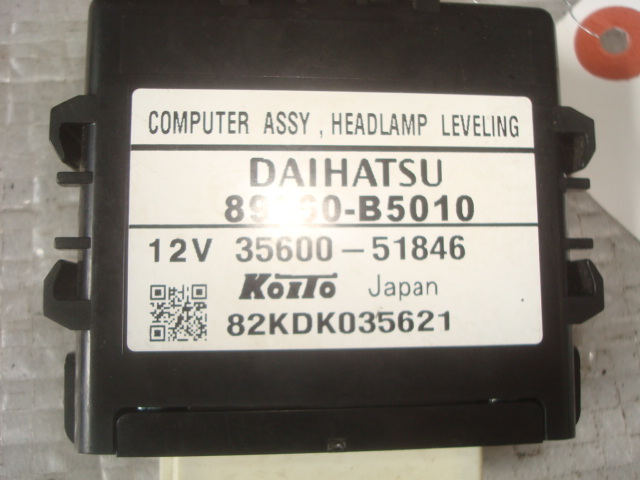 COMPUTER ASSY , HEADLAMP LEVELING
DAIHATSU
12V 35600-51846
KOITO Japan
82KDK035621